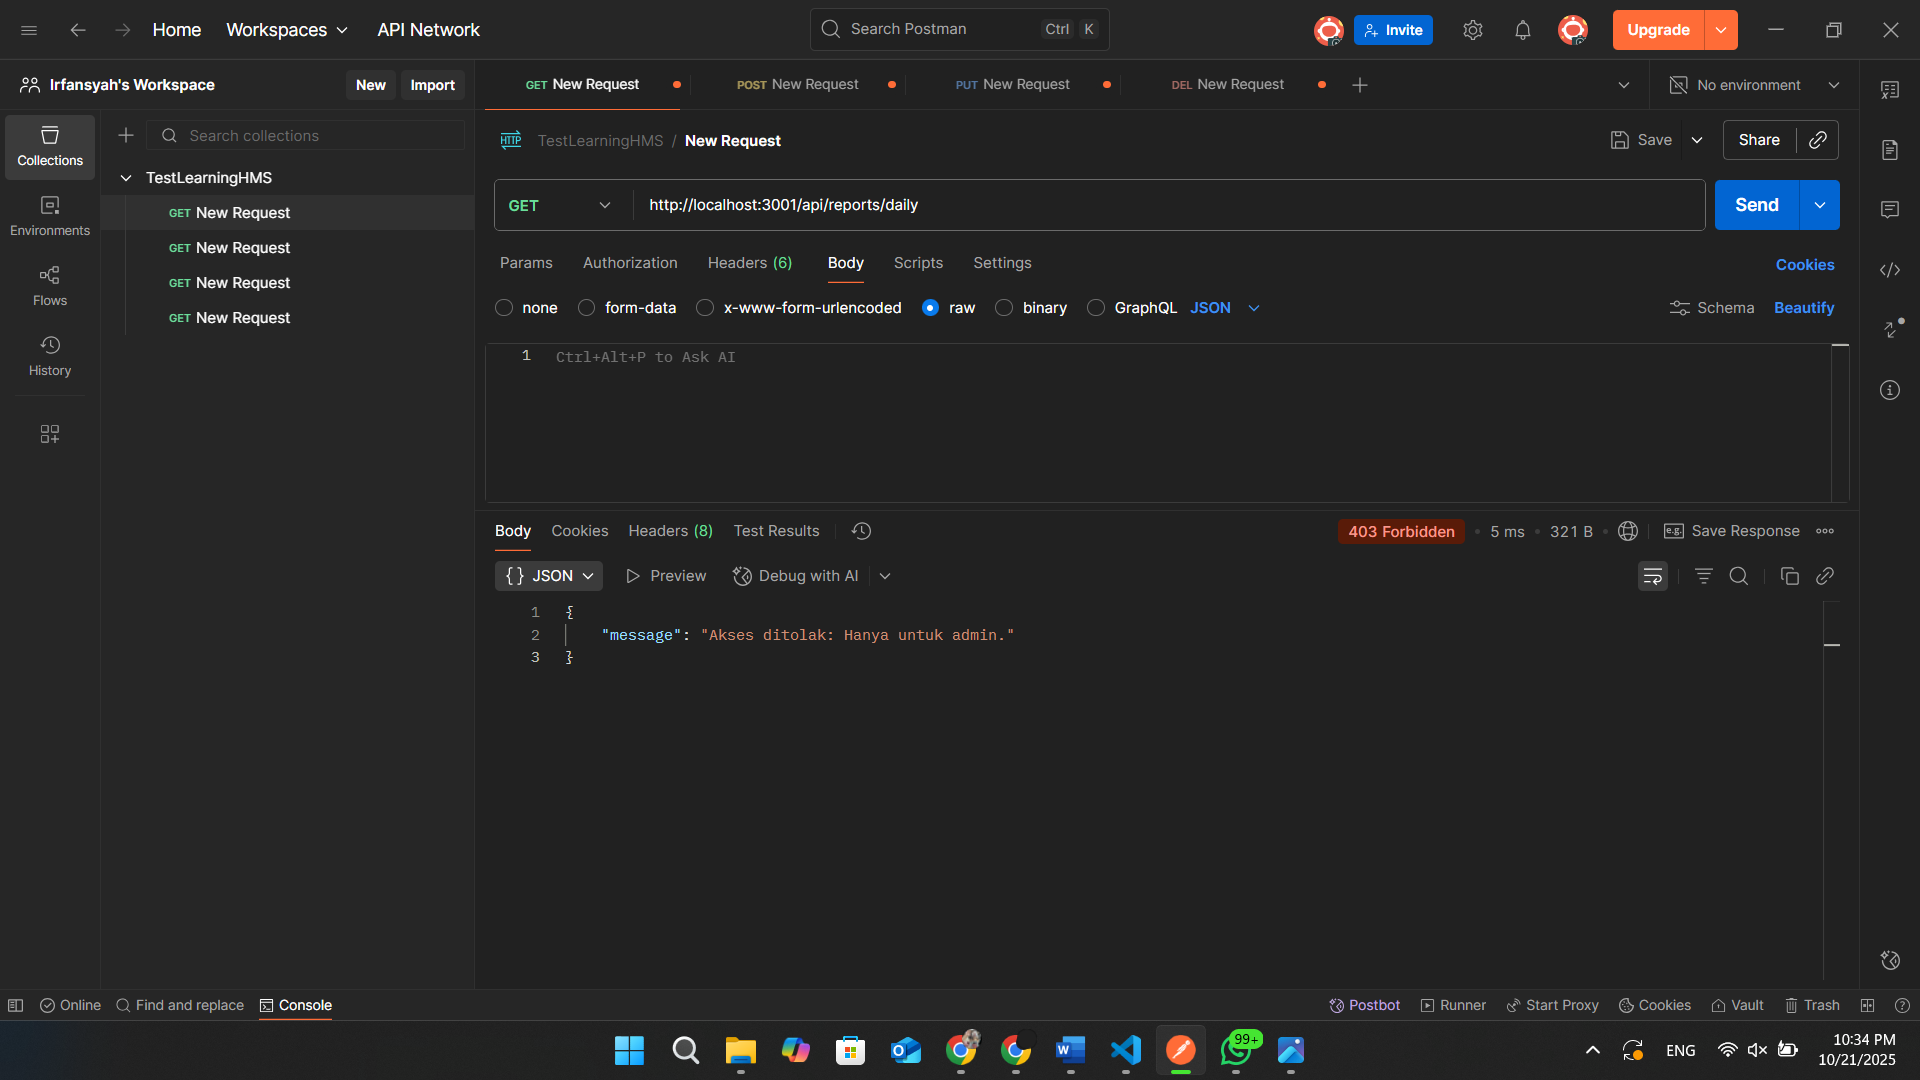 Home
Workspaces
API Network
Search Postman
Ctrl K
Invite
Upgrade
Irfansyah's Workspace
New
Import
GET New Request
POST New Request
PUT New Request
DEL New Request
No environment
Collections
Environments
Flows
History
Search collections
TestLearningHMS
GET New Request
GET New Request
GET New Request
GET New Request
HTTP TestLearningHMS / New Request
Save
Share
GET
http://localhost:3001/api/reports/daily
Send
Params
Authorization
Headers (6)
Body
Scripts
Settings
Cookies
none
form-data
x-www-form-urlencoded
raw
binary
GraphQL
JSON
Schema
Beautify
1 Ctrl+Alt+P to Ask AI
Body
Cookies
Headers (8)
Test Results
403 Forbidden
5 ms
321 B
e.g. Save Response
{} JSON
Preview
Debug with AI
1 {
2 "message": "Akses ditolak: Hanya untuk admin."
3 }
Online
Find and replace
Console
Postbot
Runner
Start Proxy
Cookies
Vault
Trash
99+
ENG
10:34 PM
10/21/2025